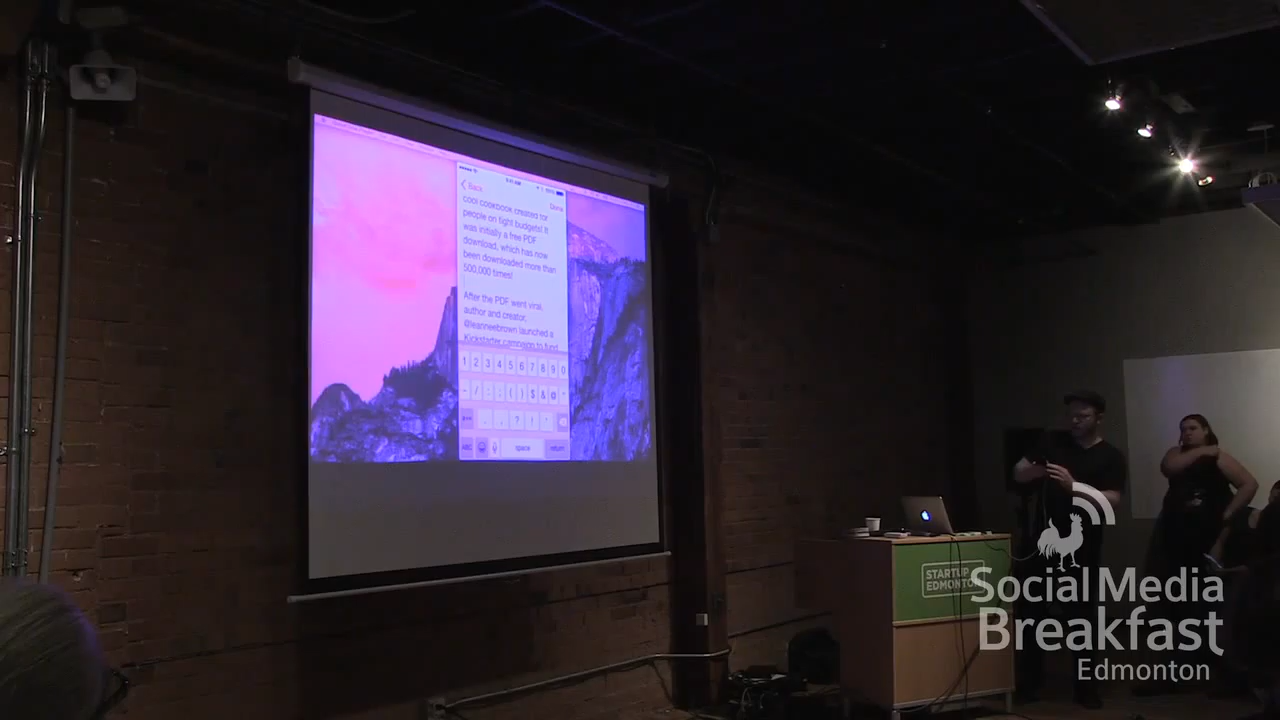 Back
Done
cool cookbook created for
people on tight budgets! It
was initially a free PDF
download, which has now
been downloaded more than
500,000 times!
After the PDF went viral,
author and creator,
@leanneebrown launched a
Kickstarter campaign to fund
1 2 3 4 5 6 7 8 9 0
- / : ; ( ) $ & @ "
#+= . , ? ! '
ABC space return
STARTUP
EDMONTON
Social Media
Breakfast
Edmonton